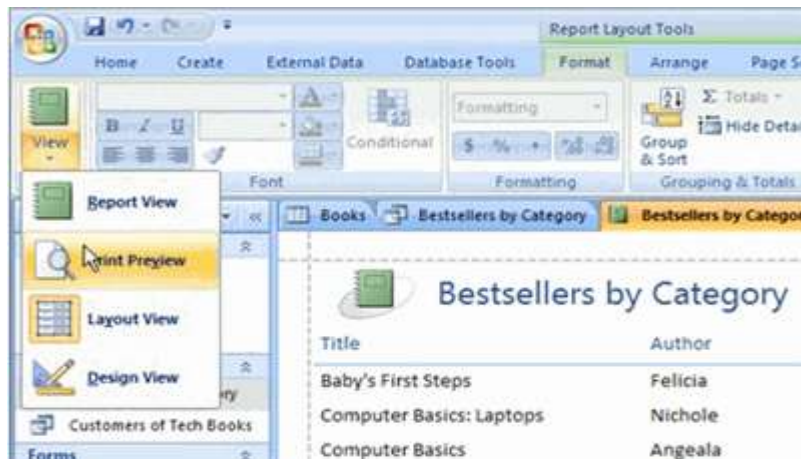 Report Layout Tools
Home Create External Data Database Tools Format Arrange Page S
View
B I U
Conditional
Font
Formatting
$ %
Formatting
Group & Sort
Σ Totals
Hide Detai
Grouping & Totals
Report View
Print Preview
Layout View
Design View
ry
Customers of Tech Books
Forms
Books Bestsellers by Category Bestsellers by Categor
Bestsellers by Category
Title Author
Baby's First Steps Felicia
Computer Basics: Laptops Nichole
Computer Basics Angeala